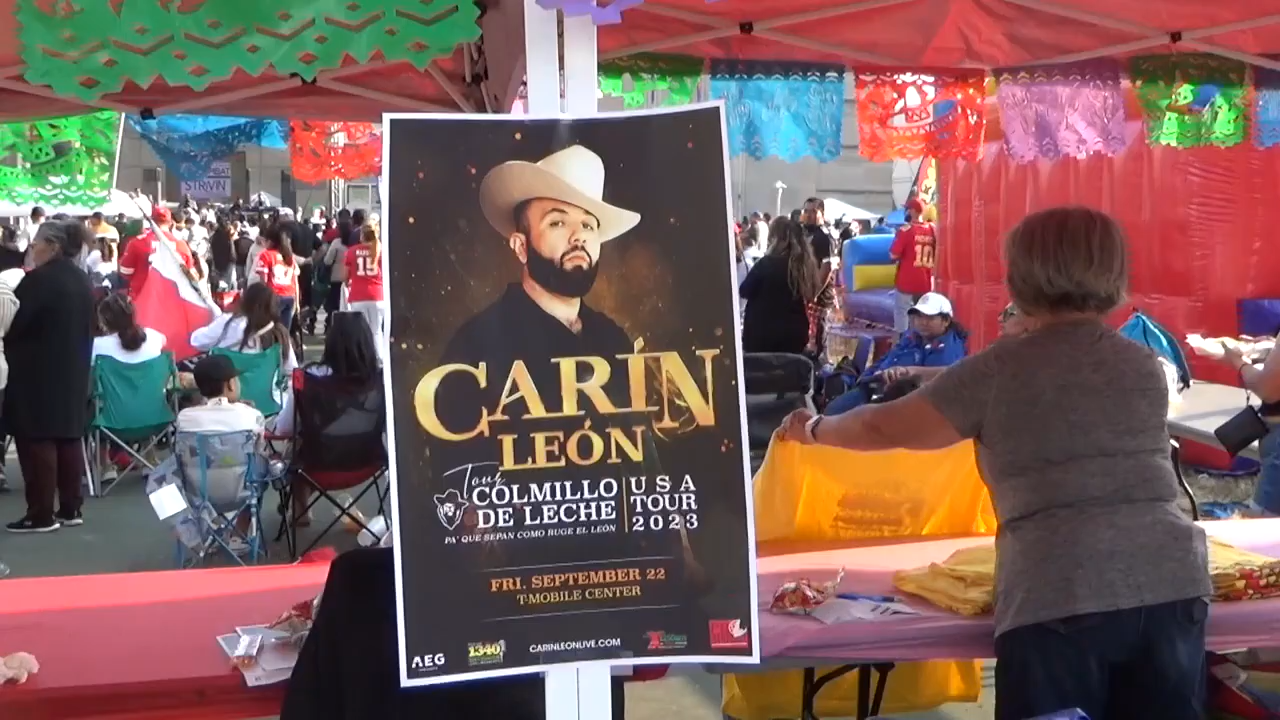 STRIVIN
15
10
CARÍN
LEÓN
Tour
COLMILLO
DE LECHE
USA
TOUR
2023
PA' QUE SEPAN COMO RUGE EL LEÓN
FRI. SEPTEMBER 22
T-MOBILE CENTER
AEG
1340
CARINLEONLIVE.COM